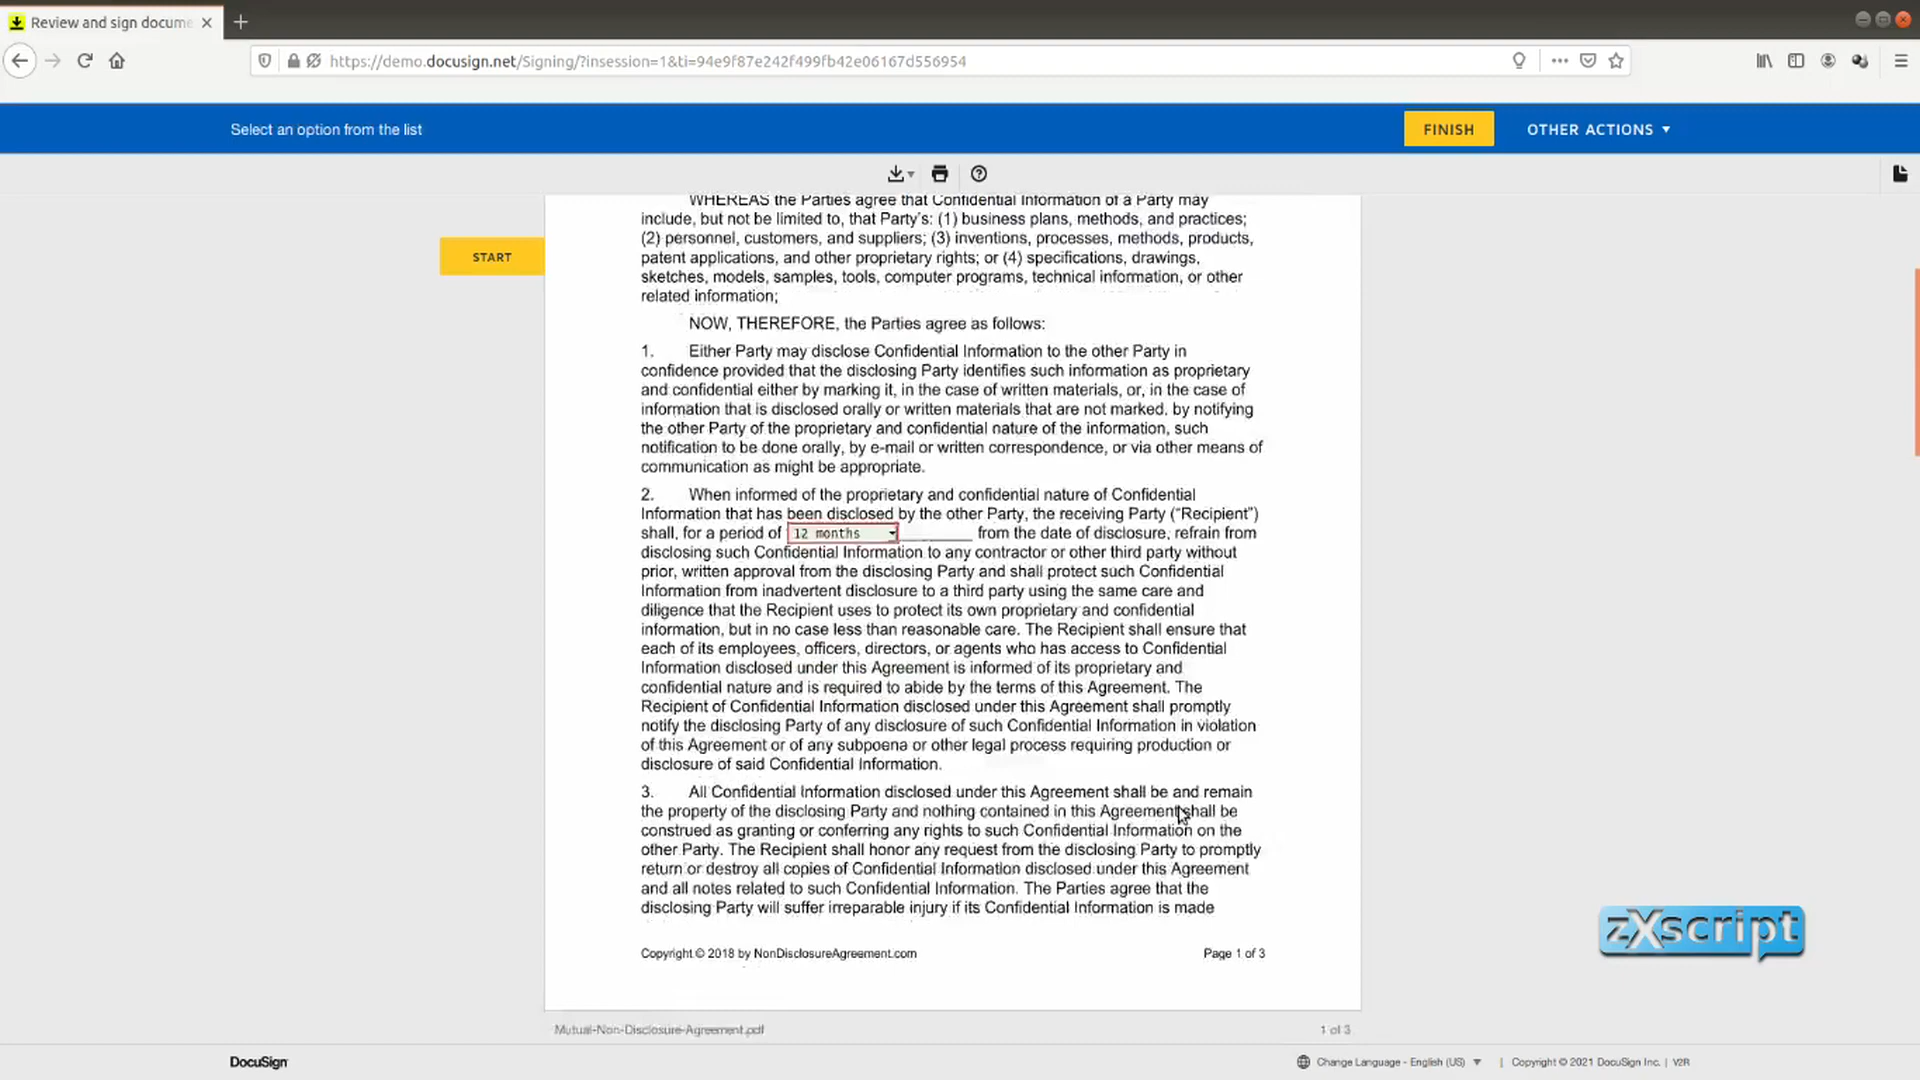 Review and sign docume
https://demo.docusign.net/Signing/?insession=1&ti=94e9f87e242f499fb42e06167d556954
Select an option from the list
FINISH
OTHER ACTIONS
START
WHEREAS the Parties agree that Confidential Information of a Party may
include, but not be limited to, that Party's: (1) business plans, methods, and practices;
(2) personnel, customers, and suppliers; (3) inventions, processes, methods, products,
patent applications, and other proprietary rights; or (4) specifications, drawings,
sketches, models, samples, tools, computer programs, technical information, or other
related information;
NOW, THEREFORE, the Parties agree as follows:
1. Either Party may disclose Confidential Information to the other Party in
confidence provided that the disclosing Party identifies such information as proprietary
and confidential either by marking it, in the case of written materials, or, in the case of
information that is disclosed orally or written materials that are not marked, by notifying
the other Party of the proprietary and confidential nature of the information, such
notification to be done orally, by e-mail or written correspondence, or via other means of
communication as might be appropriate.
2. When informed of the proprietary and confidential nature of Confidential
Information that has been disclosed by the other Party, the receiving Party (“Recipient”)
shall, for a period of 12 months from the date of disclosure, refrain from
disclosing such Confidential Information to any contractor or other third party without
prior, written approval from the disclosing Party and shall protect such Confidential
Information from inadvertent disclosure to a third party using the same care and
diligence that the Recipient uses to protect its own proprietary and confidential
information, but in no case less than reasonable care. The Recipient shall ensure that
each of its employees, officers, directors, or agents who has access to Confidential
Information disclosed under this Agreement is informed of its proprietary and
confidential nature and is required to abide by the terms of this Agreement. The
Recipient of Confidential Information disclosed under this Agreement shall promptly
notify the disclosing Party of any disclosure of such Confidential Information in violation
of this Agreement or of any subpoena or other legal process requiring production or
disclosure of said Confidential Information.
3. All Confidential Information disclosed under this Agreement shall be and remain
the property of the disclosing Party and nothing contained in this Agreement shall be
construed as granting or conferring any rights to such Confidential Information on the
other Party. The Recipient shall honor any request from the disclosing Party to promptly
return or destroy all copies of Confidential Information disclosed under this Agreement
and all notes related to such Confidential Information. The Parties agree that the
disclosing Party will suffer irreparable injury if its Confidential Information is made
Copyright © 2018 by NonDisclosureAgreement.com
Page 1 of 3
zXscript
Mutual-Non-Disclosure-Agreement.pdf
1 of 3
DocuSign
Change Language - English (US)
| Copyright © 2021 DocuSign Inc. | V2R